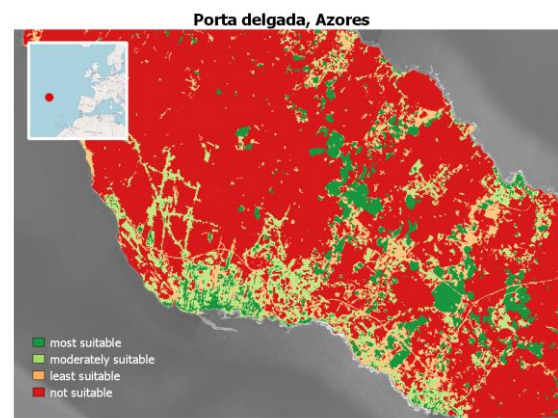 Porta delgada, Azores
most suitable
moderately suitable
least suitable
not suitable